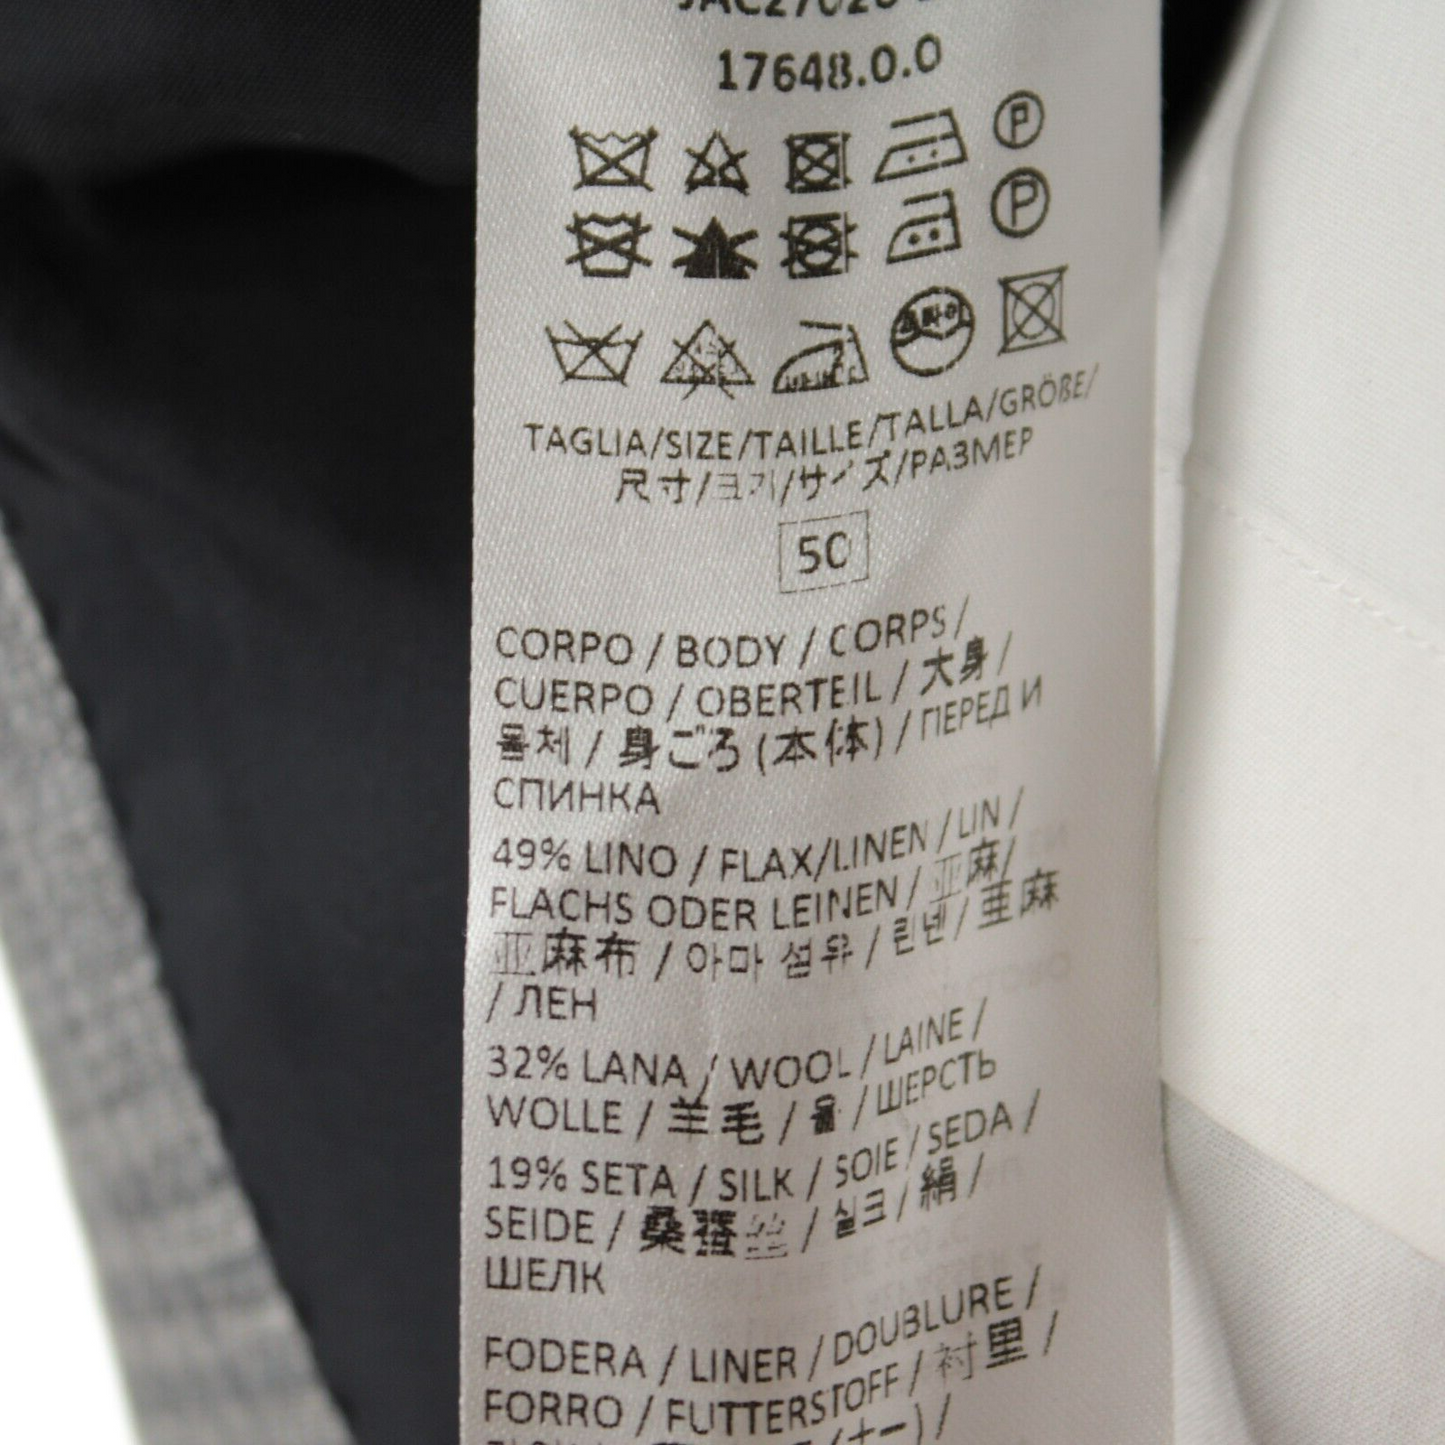 17648.0.0
P
P
TAGLIA/SIZE/TAILLE/TALLA/GRÖßE/
尺寸/크기/サイズ/РАЗМЕР
50
CORPO / BODY / CORPS /
CUERPO / OBERTEIL / 大身 /
몸체 / 身ごろ (本体) / ПЕРЕД И
СПИНКА
49% LINO / FLAX/LINEN / LIN /
FLACHS ODER LEINEN / 亚麻/
亚麻布 / 아마 섬유 / 린넨 / 亜麻
/ ЛЕН
32% LANA / WOOL / LAINE /
WOLLE / 羊毛 / 울 / ШЕРСТЬ
19% SETA / SILK / SOIE / SEDA /
SEIDE / 桑蚕丝 / 실크 / 絹 /
ШЕЛК
FODERA / LINER / DOUBLURE /
FORRO / FUTTERSTOFF / 衬里 /